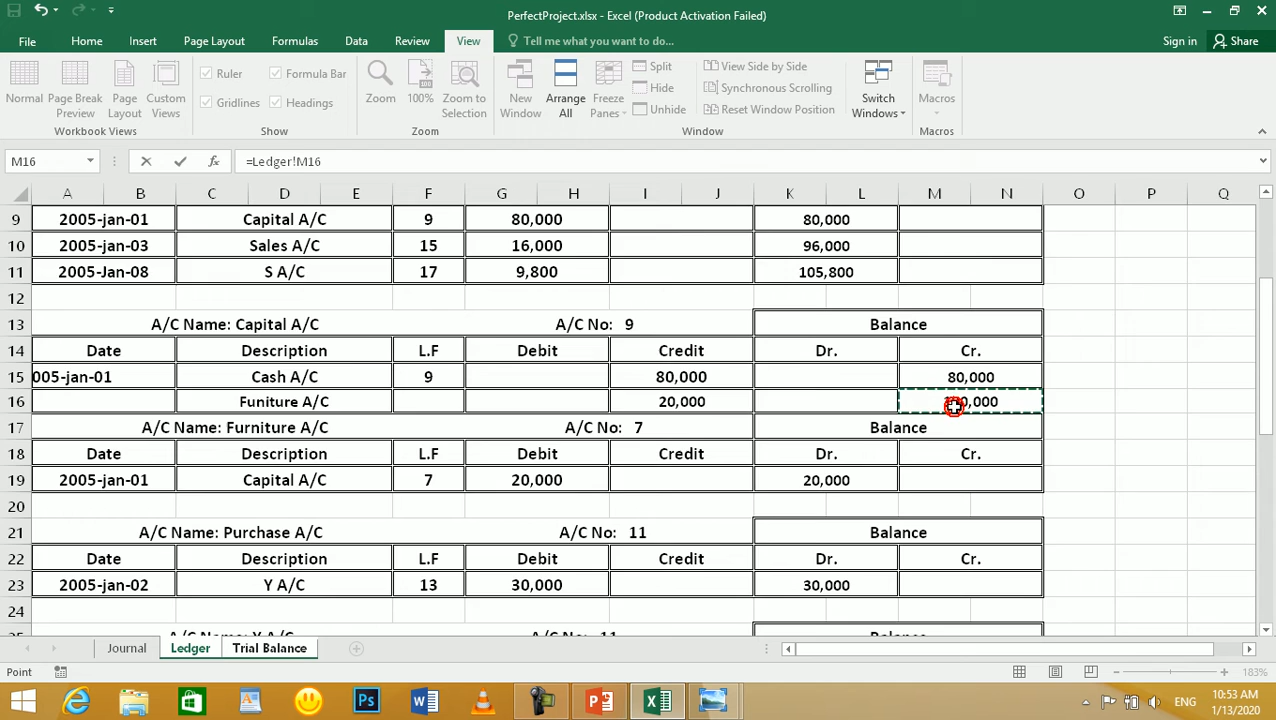 PerfectProject.xlsx - Excel (Product Activation Failed)
File Home Insert Page Layout Formulas Data Review View Tell me what you want to do... Sign in Share
Normal Page Break Preview Page Layout Custom Views
Workbook Views
Ruler Formula Bar
Gridlines Headings
Show
Zoom 100% Zoom to Selection
Zoom
New Window Arrange All Freeze Panes
Split View Side by Side
Hide Synchronous Scrolling
Unhide Reset Window Position
Window
Switch Windows
Macros
Macros
M16 fx =Ledger!M16
A B C D E F G H I J K L M N O P Q
9 2005-jan-01 Capital A/C 9 80,000 80,000
10 2005-jan-03 Sales A/C 15 16,000 96,000
11 2005-Jan-08 S A/C 17 9,800 105,800
12
13 A/C Name: Capital A/C A/C No: 9 Balance
14 Date Description L.F Debit Credit Dr. Cr.
15 005-jan-01 Cash A/C 9 80,000 80,000
16 Funiture A/C 20,000 ,000
17 A/C Name: Furniture A/C A/C No: 7 Balance
18 Date Description L.F Debit Credit Dr. Cr.
19 2005-jan-01 Capital A/C 7 20,000 20,000
20
21 A/C Name: Purchase A/C A/C No: 11 Balance
22 Date Description L.F Debit Credit Dr. Cr.
23 2005-jan-02 Y A/C 13 30,000 30,000
24
Journal Ledger Trial Balance
Point 183%
ENG 10:53 AM
1/13/2020